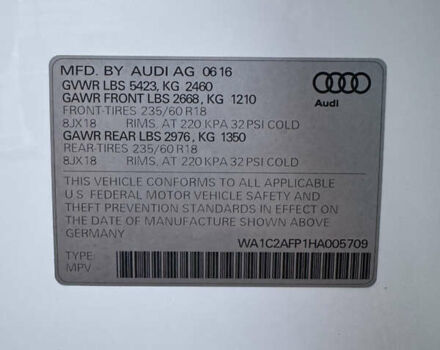 MFD. BY AUDI AG 06 16
GVWR LBS 5423, KG 2460
GAWR FRONT LBS 2668, KG 1210
FRONT-TIRES 235/60 R18
8JX18 RIMS, AT 220 KPA 32 PSI COLD
GAWR REAR LBS 2976, KG 1350
REAR-TIRES 235/60 R18
8JX18 RIMS, AT 220 KPA 32 PSI COLD
Audi
THIS VEHICLE CONFORMS TO ALL APPLICABLE
U.S. FEDERAL MOTOR VEHICLE SAFETY AND
THEFT PREVENTION STANDARDS IN EFFECT ON
THE DATE OF MANUFACTURE SHOWN ABOVE
GERMANY
WA1C2AFP1HA005709
TYPE:
MPV